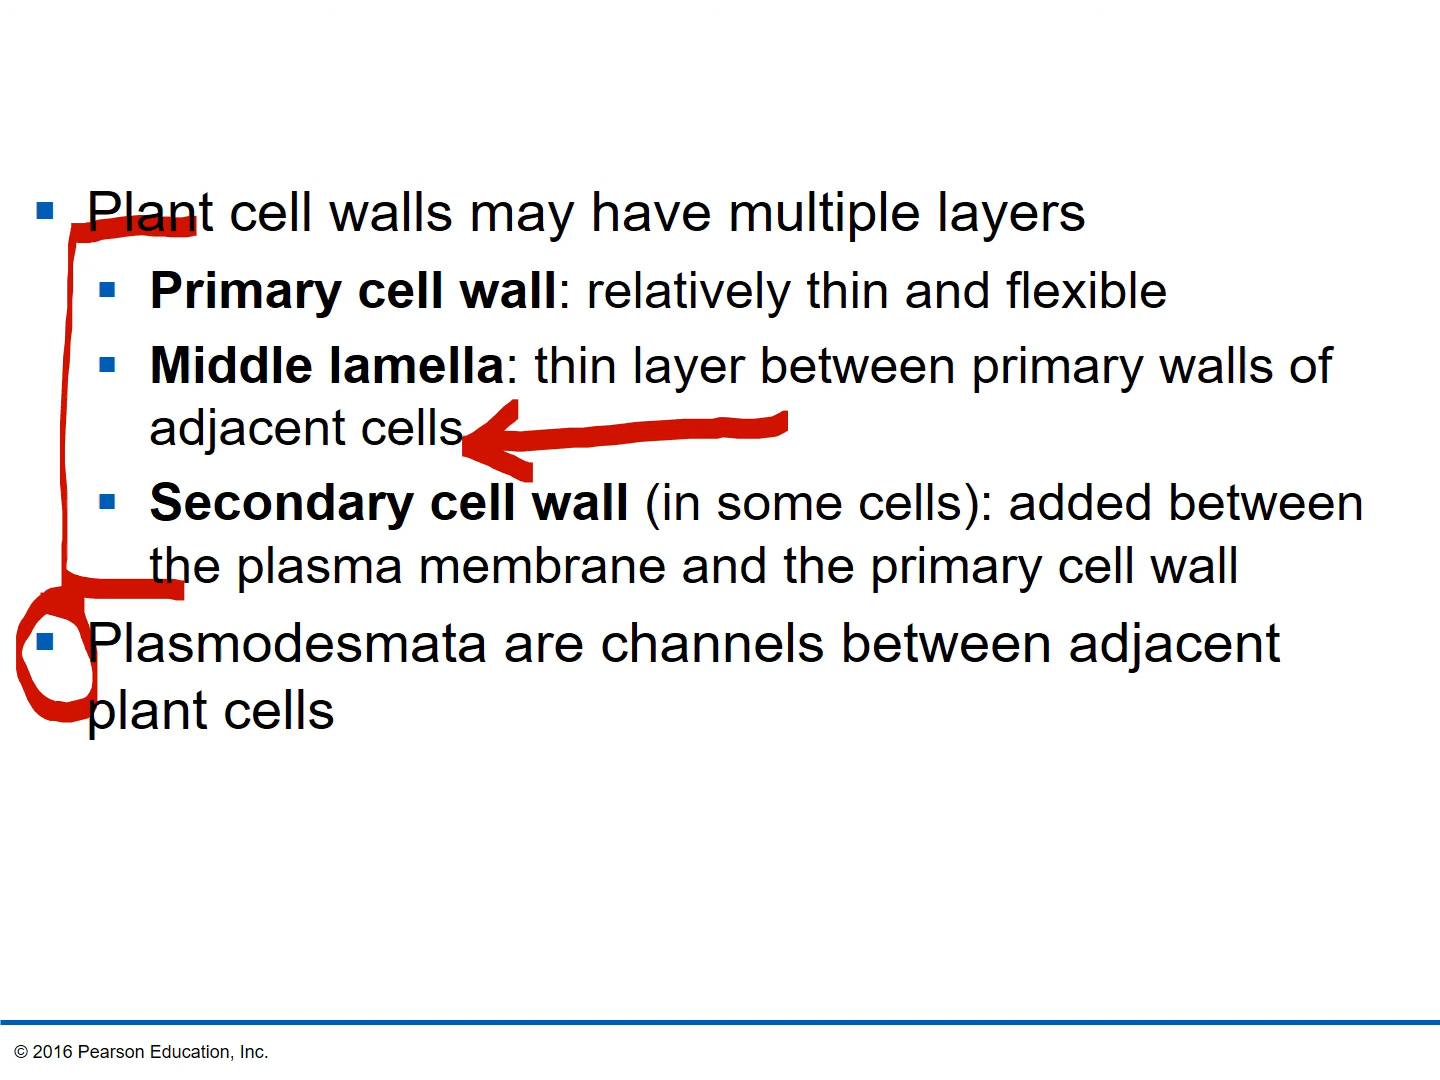 Plant cell walls may have multiple layers
Primary cell wall: relatively thin and flexible
Middle lamella: thin layer between primary walls of
adjacent cells
Secondary cell wall (in some cells): added between
the plasma membrane and the primary cell wall
Plasmodesmata are channels between adjacent
plant cells
© 2016 Pearson Education, Inc.